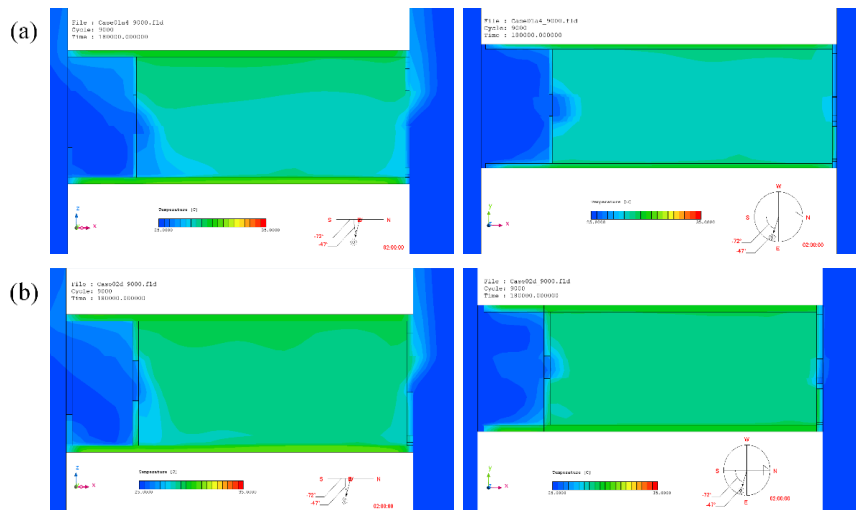 (a)
File : Case01s4 9000.fld
Cycle: 9000
Time : 180000.000000
Temperature (C)
25.0000 35.0000
Z
X
S N
-72°
-47°
02:00:00
File : Case01s4_9000.fld
Cycle: 9000
Time : 180000.000000
Temperature (C)
35.0000
Y
X
W
S N
E
-72°
-47°
02:00:00
(b)
File : Case02d 9000.fld
Cycle: 9000
Time : 180000.000000
Temperature (C)
25.0000 35.0000
Z
X
S N
-72°
-47°
02:00:00
File : Case02d 9000.fld
Cycle: 9000
Time : 180000.000000
Temperature (C)
25.0000 35.0000
Y
X
W
S N
E
-72°
-47°
02:00:00